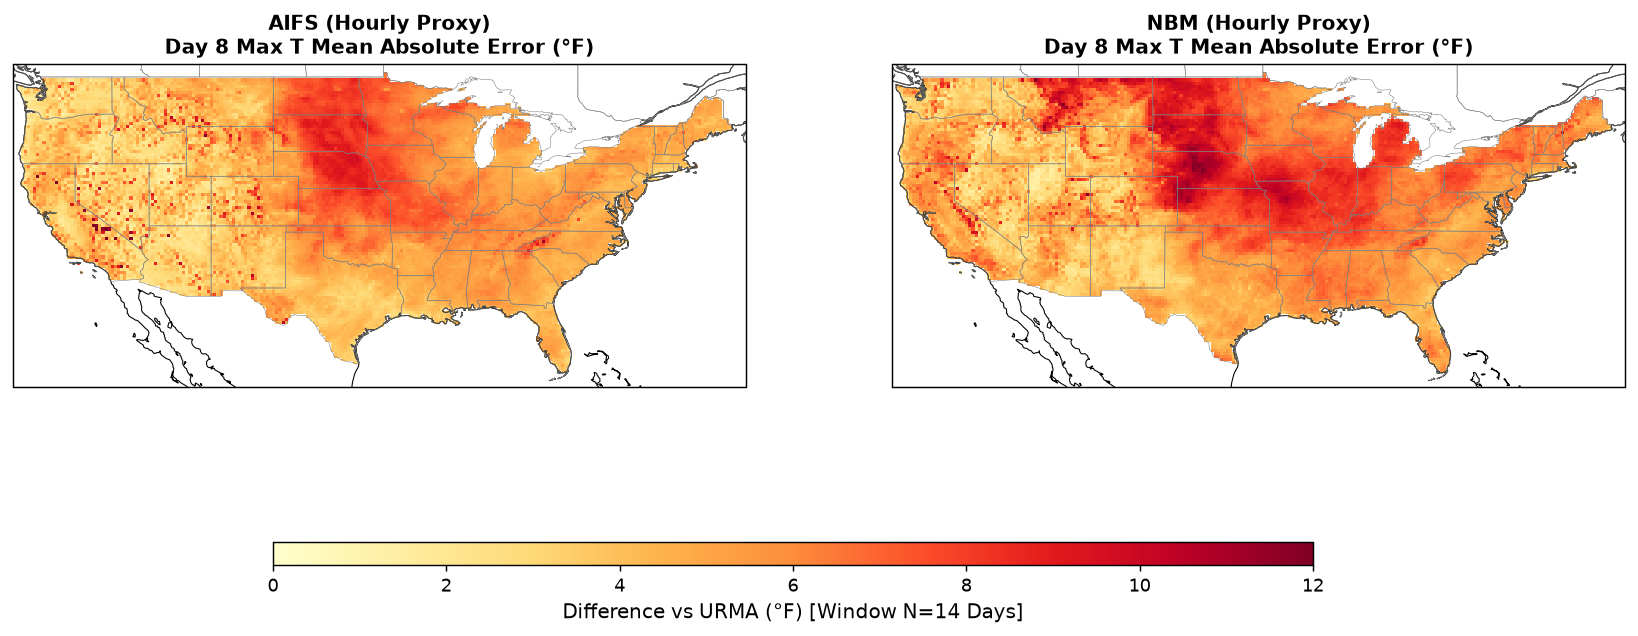 AIFS (Hourly Proxy)
Day 8 Max T Mean Absolute Error (°F)
NBM (Hourly Proxy)
Day 8 Max T Mean Absolute Error (°F)
0 2 4 6 8 10 12
Difference vs URMA (°F) [Window N=14 Days]